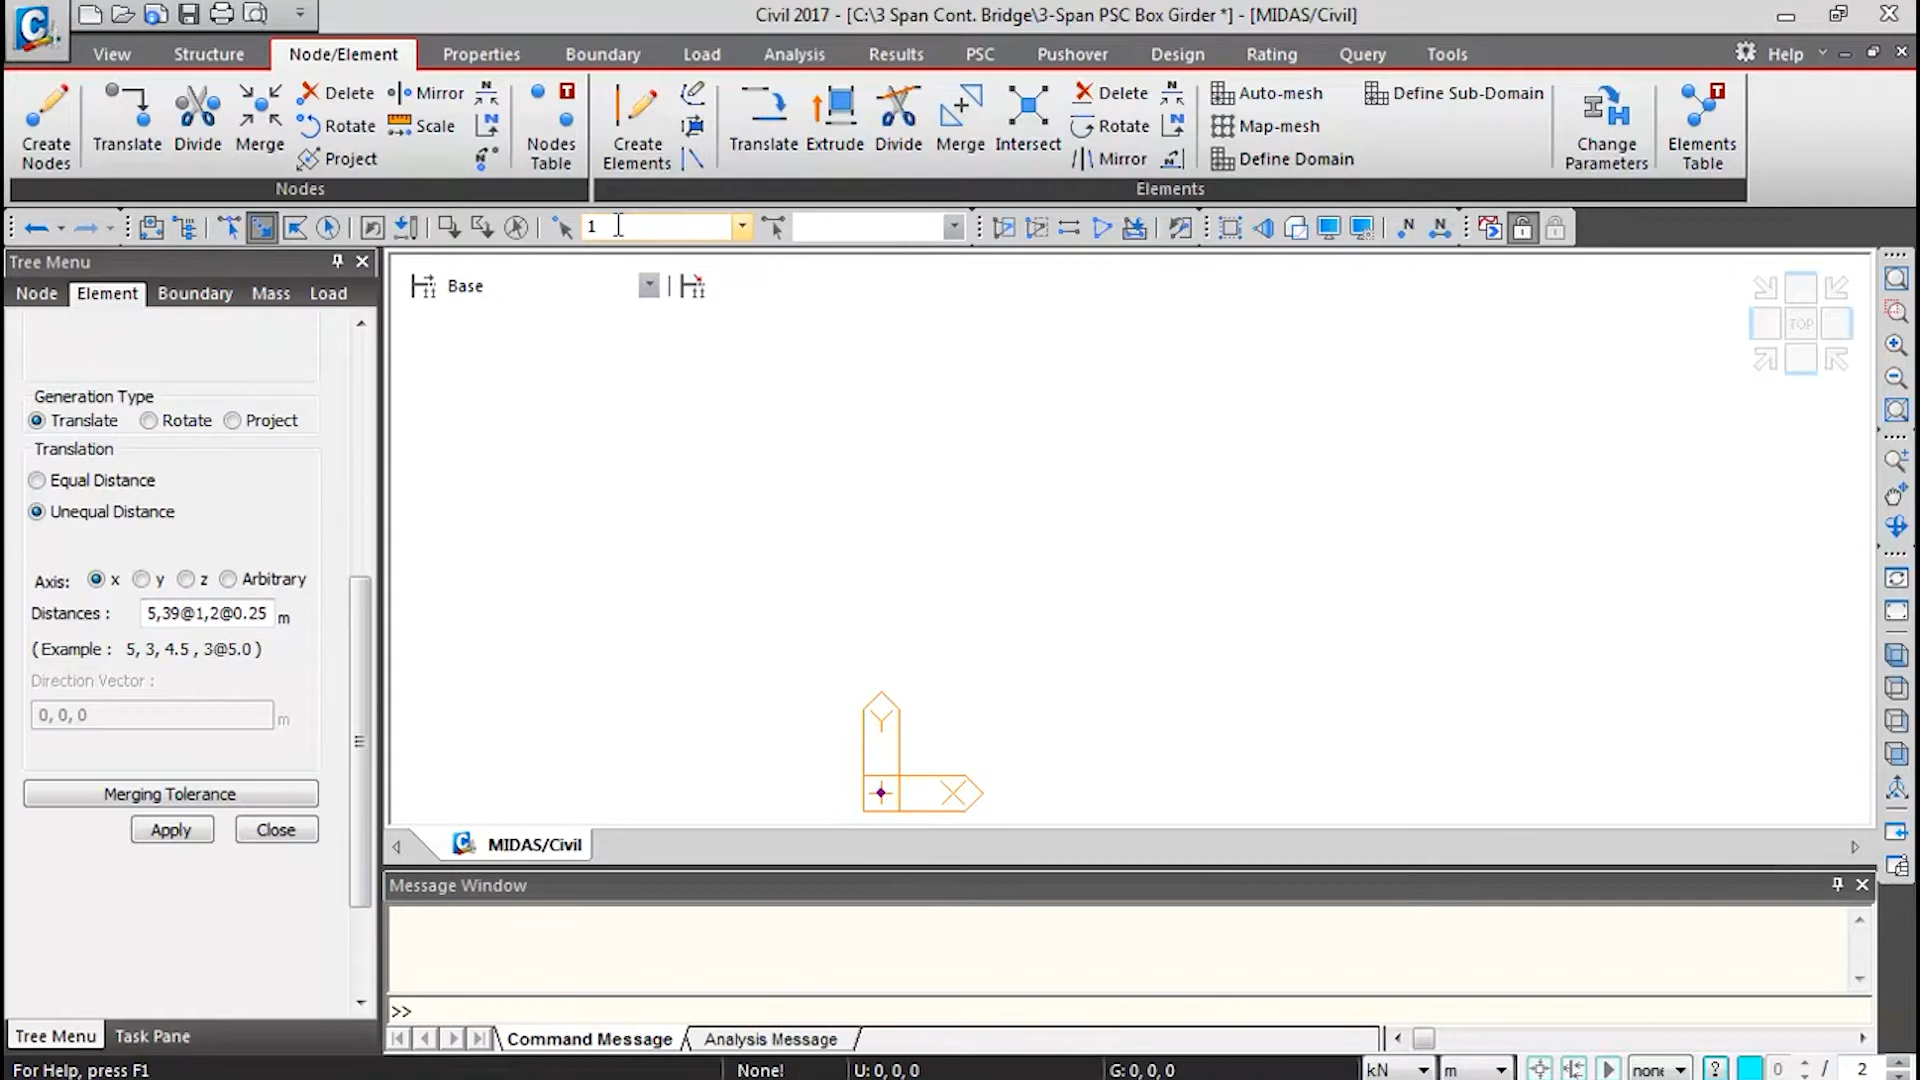 Civil 2017 - [C:\3 Span Cont. Bridge\3-Span PSC Box Girder *] - [MIDAS/Civil]
View Structure Node/Element Properties Boundary Load Analysis Results PSC Pushover Design Rating Query Tools Help
Create Nodes
Translate
Divide
Merge
Delete Mirror
Rotate Scale
Project
Nodes Table
Create Elements
Translate
Extrude
Divide
Merge
Intersect
Delete
Rotate
Mirror
Auto-mesh Define Sub-Domain
Map-mesh
Define Domain
Change Parameters
Elements Table
Nodes
Elements
1
Tree Menu
Node Element Boundary Mass Load
Base
TOP
Generation Type
Translate Rotate Project
Translation
Equal Distance
Unequal Distance
Axis: x y z Arbitrary
Distances : 5,39@1,2@0.25 m
(Example : 5, 3, 4.5 , 3@5.0 )
Direction Vector :
0, 0, 0 m
Merging Tolerance
Apply Close
Y
X
MIDAS/Civil
Message Window
>>
Tree Menu Task Pane
Command Message Analysis Message
For Help, press F1
None!
U: 0, 0, 0
G: 0, 0, 0
kN
m
none
?
0 / 2